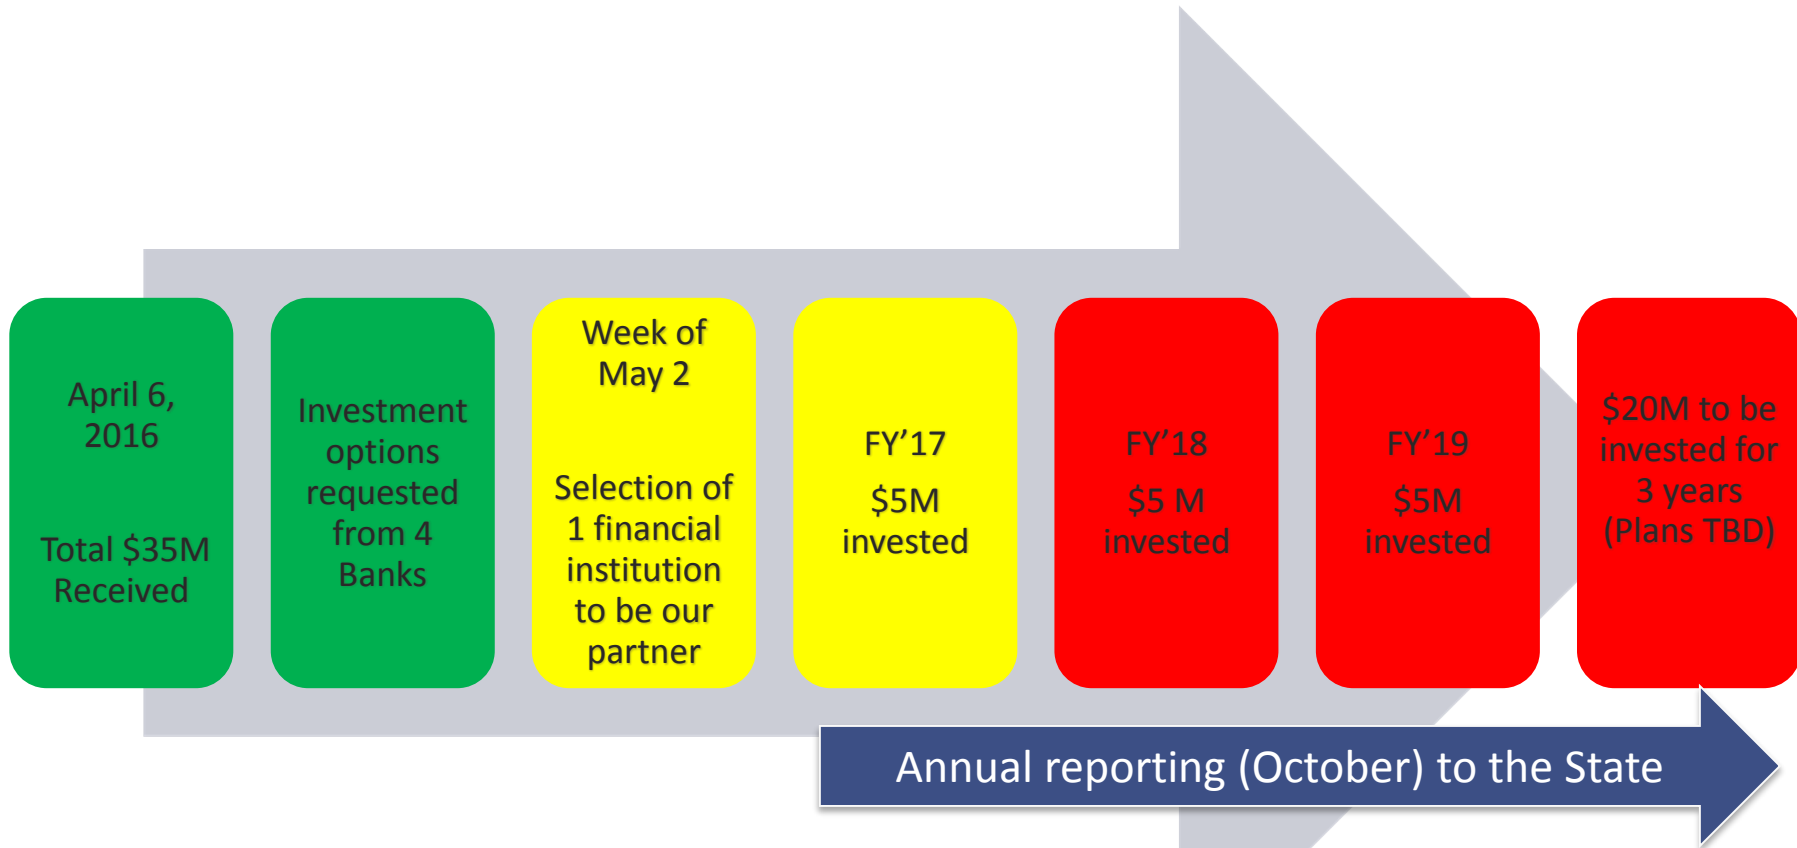 April 6,
2016
Total $35M
Received
Investment
options
requested
from 4
Banks
Week of
May 2
Selection of
1 financial
institution
to be our
partner
FY’17
$5M
invested
FY’18
$5 M
invested
FY’19
$5M
invested
$20M to be
invested for
3 years
(Plans TBD)
Annual reporting (October) to the State